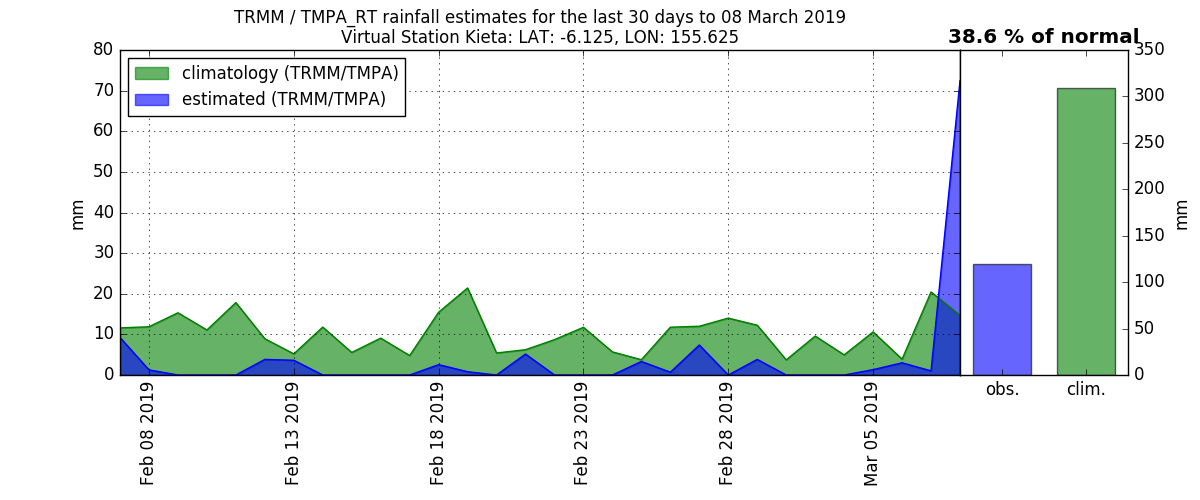 TRMM / TMPA_RT rainfall estimates for the last 30 days to 08 March 2019
Virtual Station Kieta: LAT: -6.125, LON: 155.625
38.6 % of normal
climatology (TRMM/TMPA)
estimated (TRMM/TMPA)
80
70
60
50
40
30
20
10
0
mm
Feb 08 2019
Feb 13 2019
Feb 18 2019
Feb 23 2019
Feb 28 2019
Mar 05 2019
350
300
250
200
150
100
50
0
mm
obs.
clim.